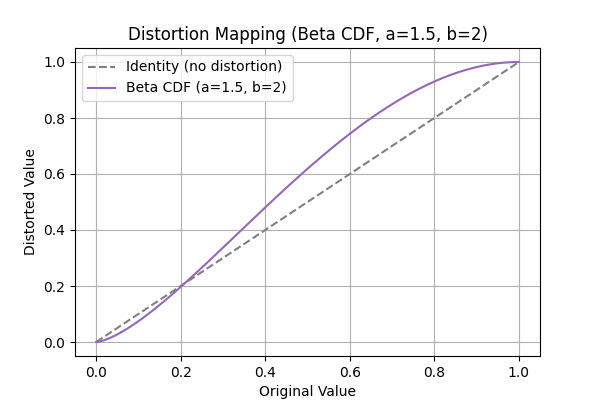 Distortion Mapping (Beta CDF, a=1.5, b=2)
Identity (no distortion)
Beta CDF (a=1.5, b=2)
1.0
0.8
0.6
0.4
0.2
0.0
Distorted Value
0.0 0.2 0.4 0.6 0.8 1.0
Original Value